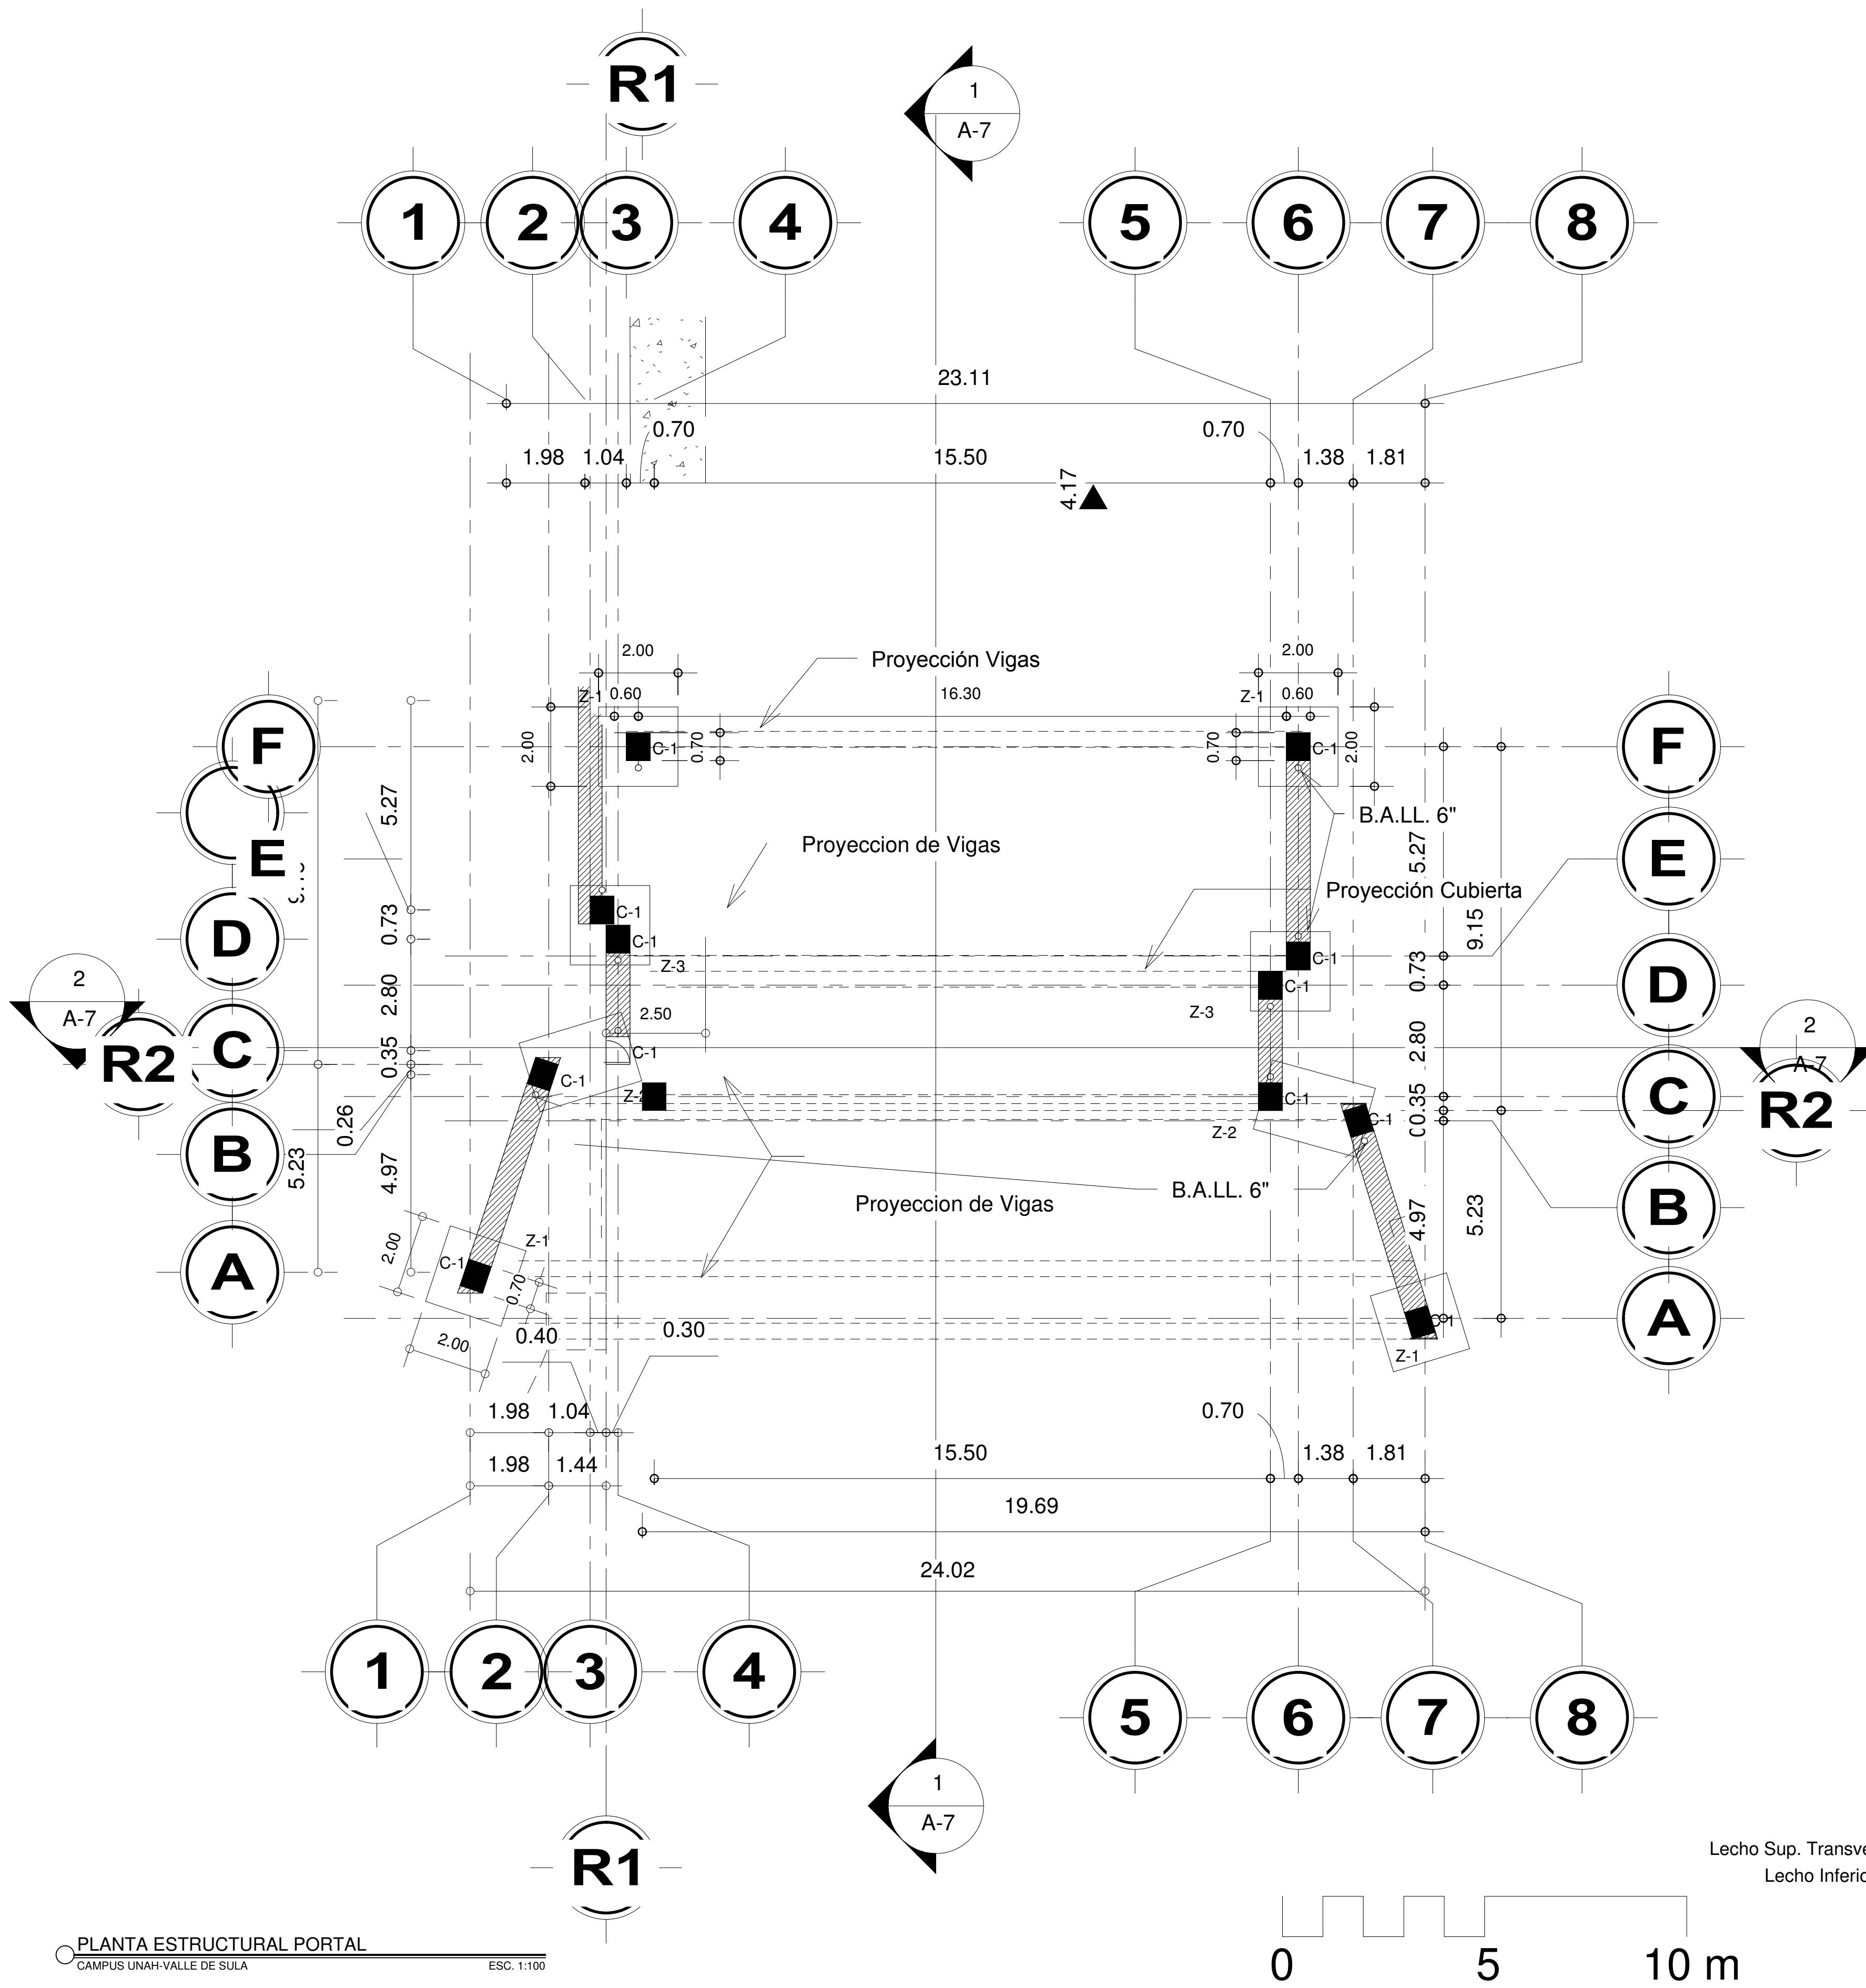 R1
1
A-7
1 2 3 4 5 6 7 8
23.11
0.70 0.70
1.98 1.04 15.50 1.38 1.81
4.17
2.00 Proyección Vigas 2.00
Z-1 0.60 16.30 Z-1 0.60
F 2.00 C-1 0.70 0.70 C-1 2.00 F
5.27 B.A.LL. 6"
E Proyeccion de Vigas 5.27 E
Proyección Cubierta
0.73 C-1 9.15
D C-1 C-1
Z-3 0.73 D
2 2.80 C-1
A-7 2.50 Z-3 2
C C-1 2.80 A-7
R2 0.35 C-1 C-1 0.35 C R2
Z-2 C-1
0.26 Z-2
B 5.23 4.97 B.A.LL. 6" B
Proyeccion de Vigas 4.97 5.23
2.00 Z-1
A C-1 0.70 A
2.00 0.40 0.30 Z-1
1.98 1.04 0.70
1.98 1.44 15.50 1.38 1.81
19.69
24.02
1 2 3 4 5 6 7 8
1
A-7
R1
Lecho Sup.
Lecho
PLANTA ESTRUCTURAL PORTAL
CAMPUS UNAH-VALLE DE SULA ESC. 1:100
0 5 10 m